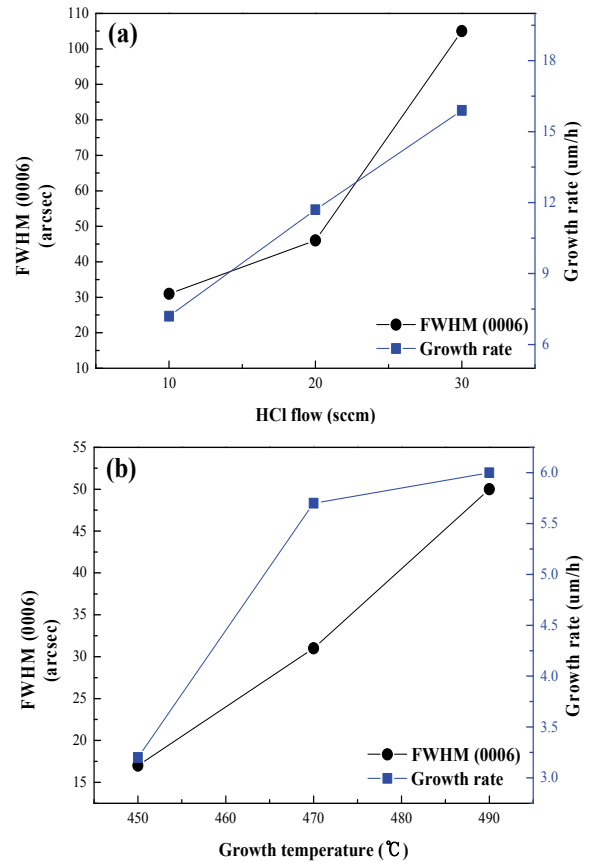 (a)
110
100
90
80
70
60
50
40
30
20
10
FWHM (0006)
(arcsec)
18
15
12
9
6
Growth rate (um/h)
FWHM (0006)
Growth rate
10 20 30
HCl flow (sccm)
(b)
55
50
45
40
35
30
25
20
15
FWHM (0006)
(arcsec)
6.0
5.5
5.0
4.5
4.0
3.5
3.0
Growth rate (um/h)
FWHM (0006)
Growth rate
450 460 470 480 490
Growth temperature (℃)